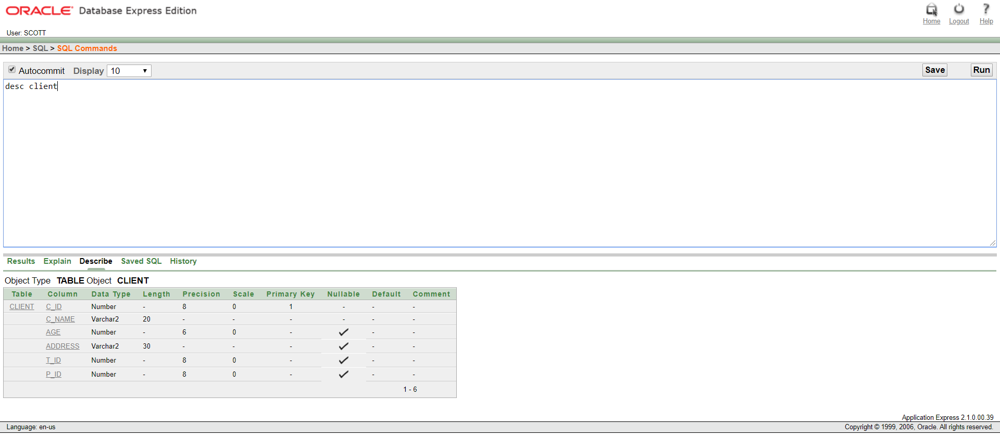 ORACLE Database Express Edition
Home Logout Help
User: SCOTT
Home > SQL > SQL Commands
Autocommit Display 10 Save Run
desc client
Results Explain Describe Saved SQL History
Object Type TABLE Object CLIENT
Table Column Data Type Length Precision Scale Primary Key Nullable Default Comment
CLIENT C_ID Number - 8 0 1 - - -
C_NAME Varchar2 20 - - - - - -
AGE Number - 6 0 - - -
ADDRESS Varchar2 30 - - - - -
T_ID Number - 8 0 - - -
P_ID Number - 8 0 - - -
1 - 6
Application Express 2.1.0.00.39
Language: en-us Copyright © 1999, 2006, Oracle. All rights reserved.